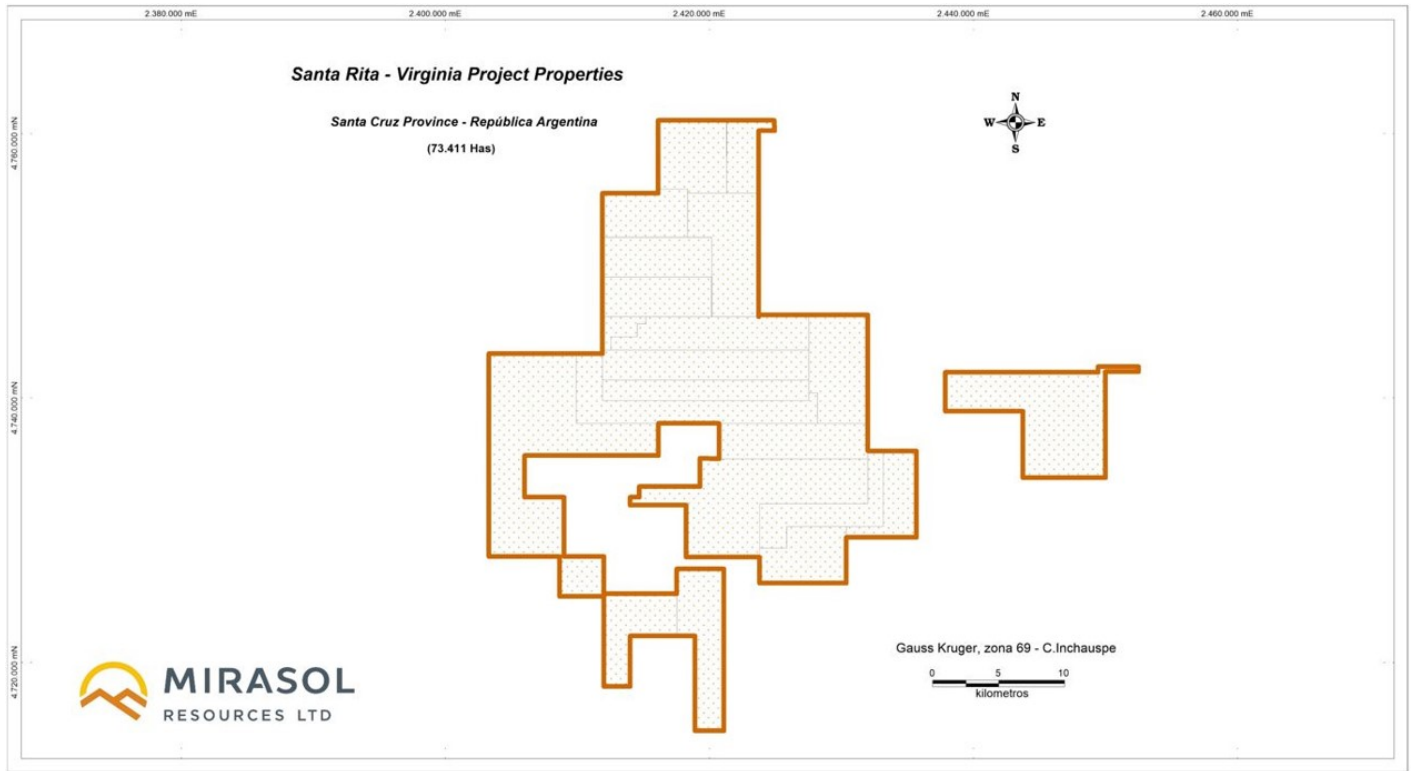 2.380.000 mE
2.400.000 mE
2.420.000 mE
2.440.000 mE
2.460.000 mE
Santa Rita - Virginia Project Properties
Santa Cruz Province - República Argentina
(73.411 Has)
N
W E
S
4.760.000 mN
4.740.000 mN
4.720.000 mN
Gauss Kruger, zona 69 - C.Inchauspe
0 5 10
kilometros
MIRASOL
RESOURCES LTD